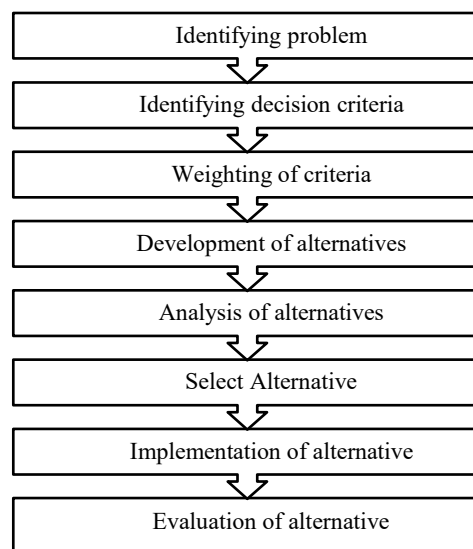 Identifying problem
Identifying decision criteria
Weighting of criteria
Development of alternatives
Analysis of alternatives
Select Alternative
Implementation of alternative
Evaluation of alternative